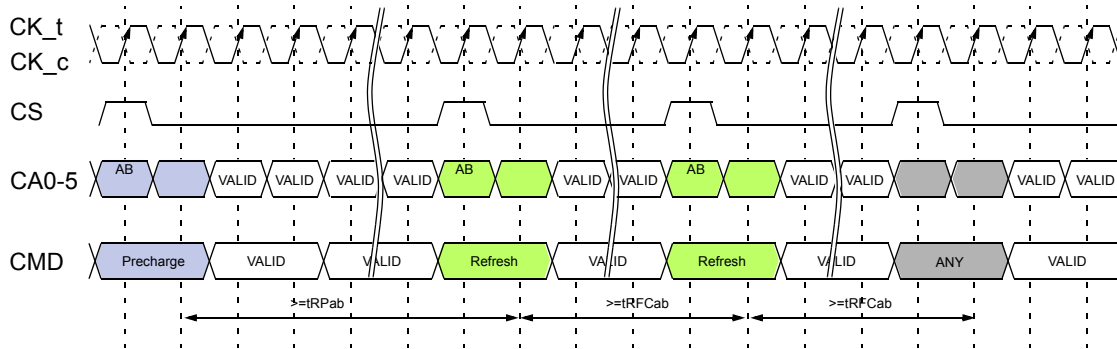 CK_t
CK_c
CS
CA0-5 AB VALID VALID VALID VALID AB VALID VALID AB VALID VALID VALID VALID
CMD Precharge VALID VALID Refresh VALID Refresh VALID ANY VALID
>=tRPab >=tRFCab >=tRFCab